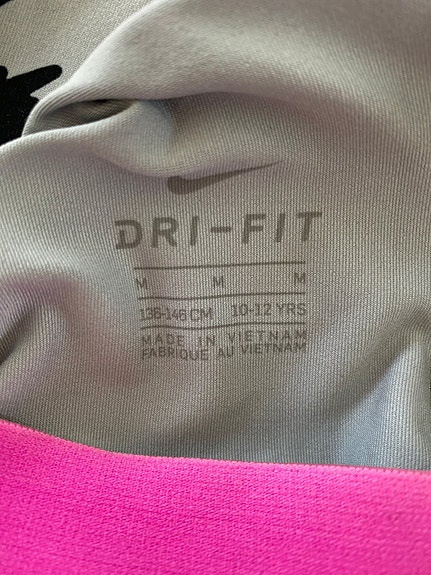 DRI-FIT
M M M
136-146 CM 10-12 YRS
MADE IN VIETNAM
FABRIQUE AU VIETNAM